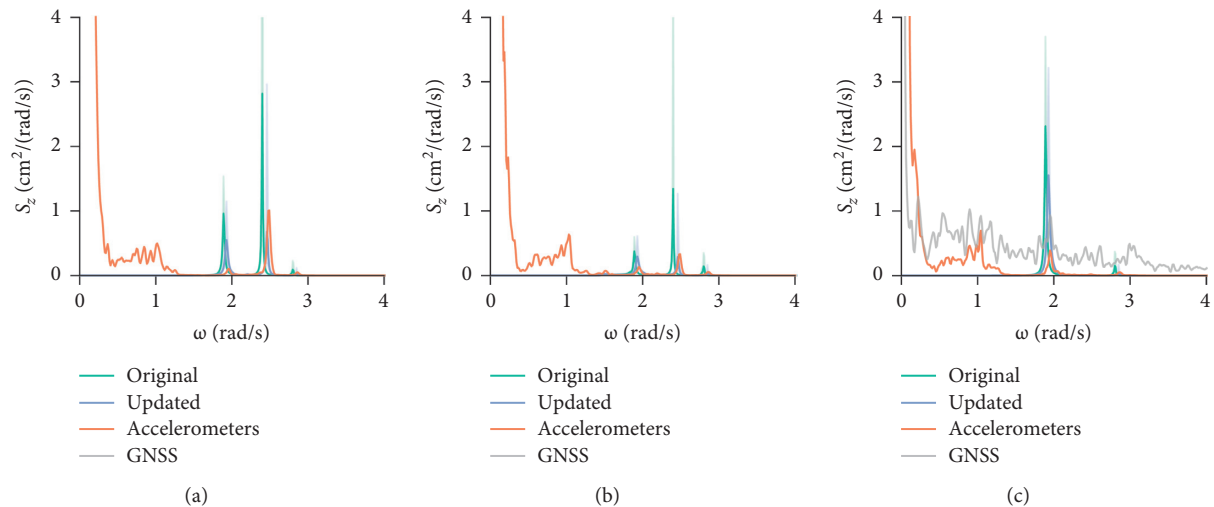 4
3
2
1
0
S_z (cm²/(rad/s))
0 1 2 3 4
ω (rad/s)
Original
Updated
Accelerometers
GNSS
(a)
4
3
2
1
0
S_z (cm²/(rad/s))
0 1 2 3 4
ω (rad/s)
Original
Updated
Accelerometers
GNSS
(b)
4
3
2
1
0
S_z (cm²/(rad/s))
0 1 2 3 4
ω (rad/s)
Original
Updated
Accelerometers
GNSS
(c)